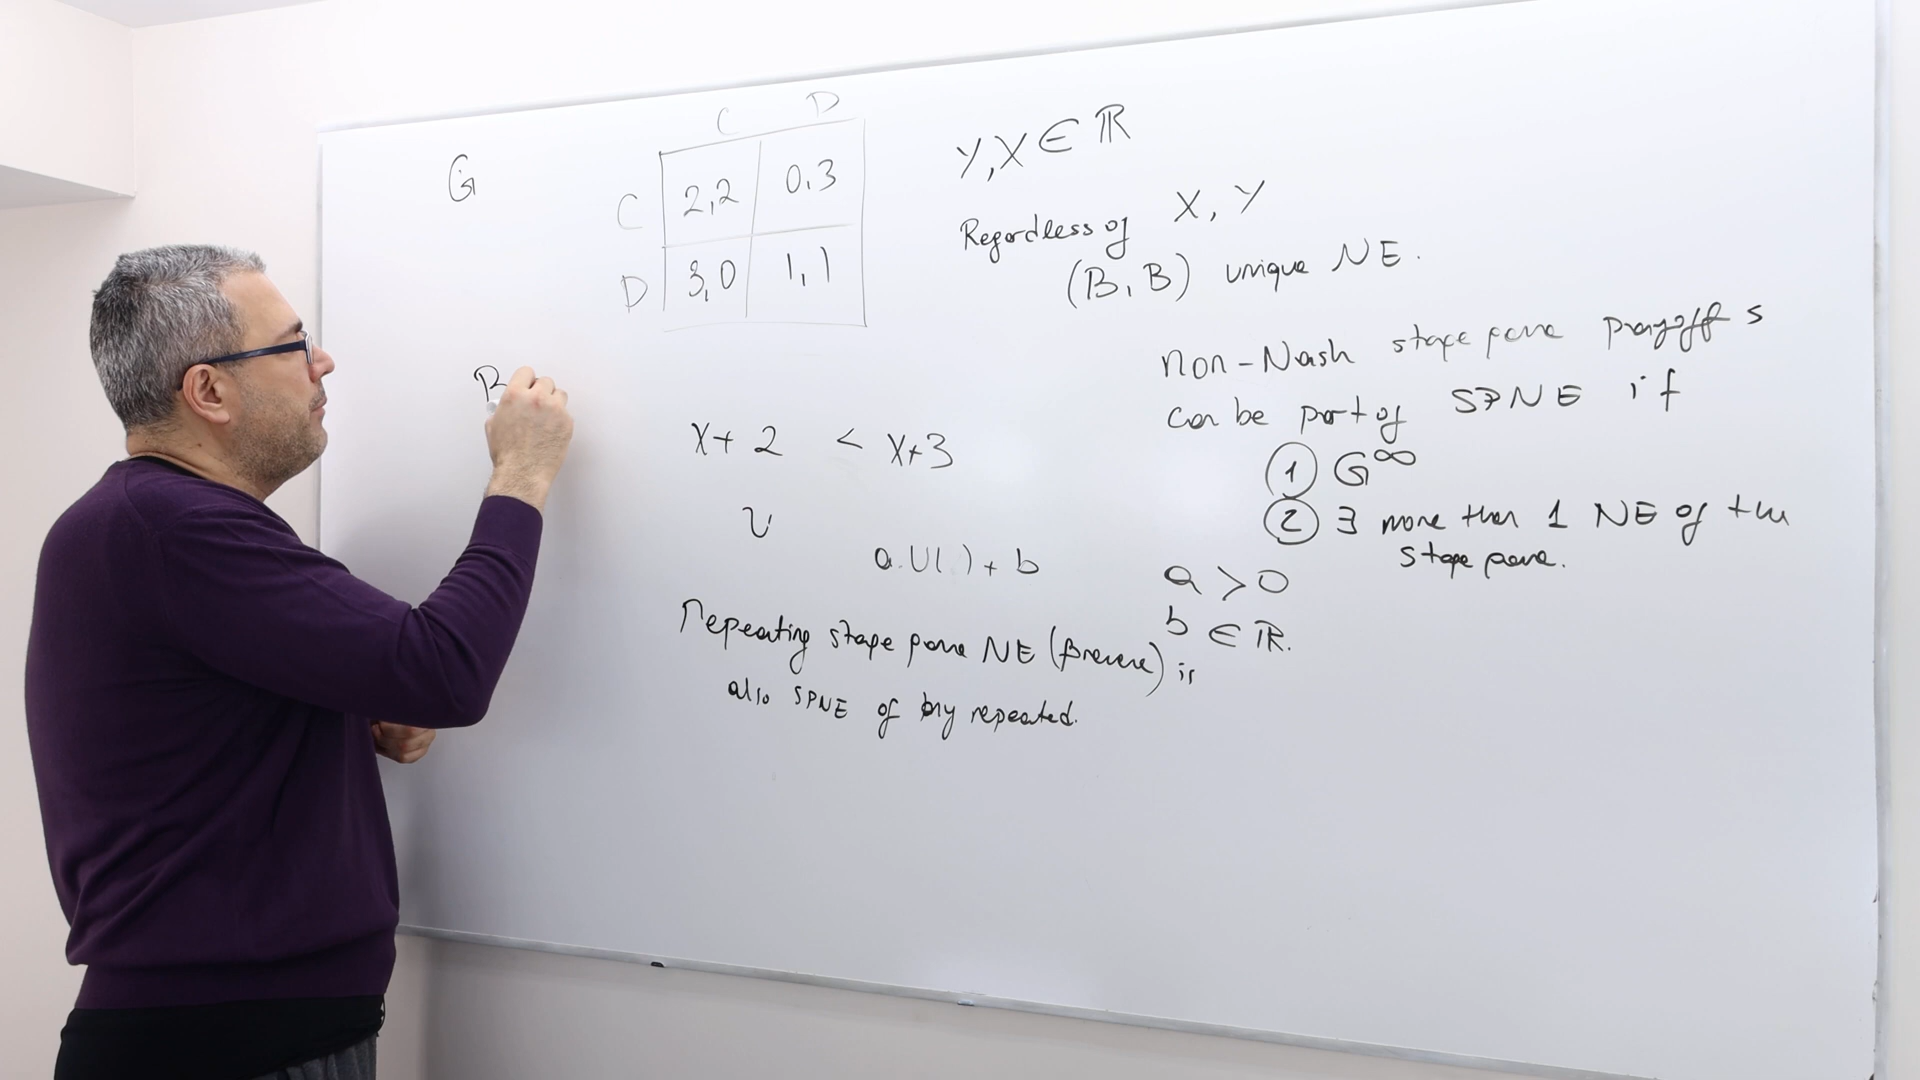 G
C D
C 2,2 0,3
D 3,0 1,1
Y, X ∈ ℝ
Regardless of X, Y
(B, B) unique NE.
non-Nash stage game payoffs
can be part of SPNE if
① G^∞
② ∃ more than 1 NE of the
stage game.
B
X+2 < X+3
U
a.U(.) + b
a > 0
b ∈ ℝ.
Repeating stage game NE (forever) is
also SPNE of any repeated.